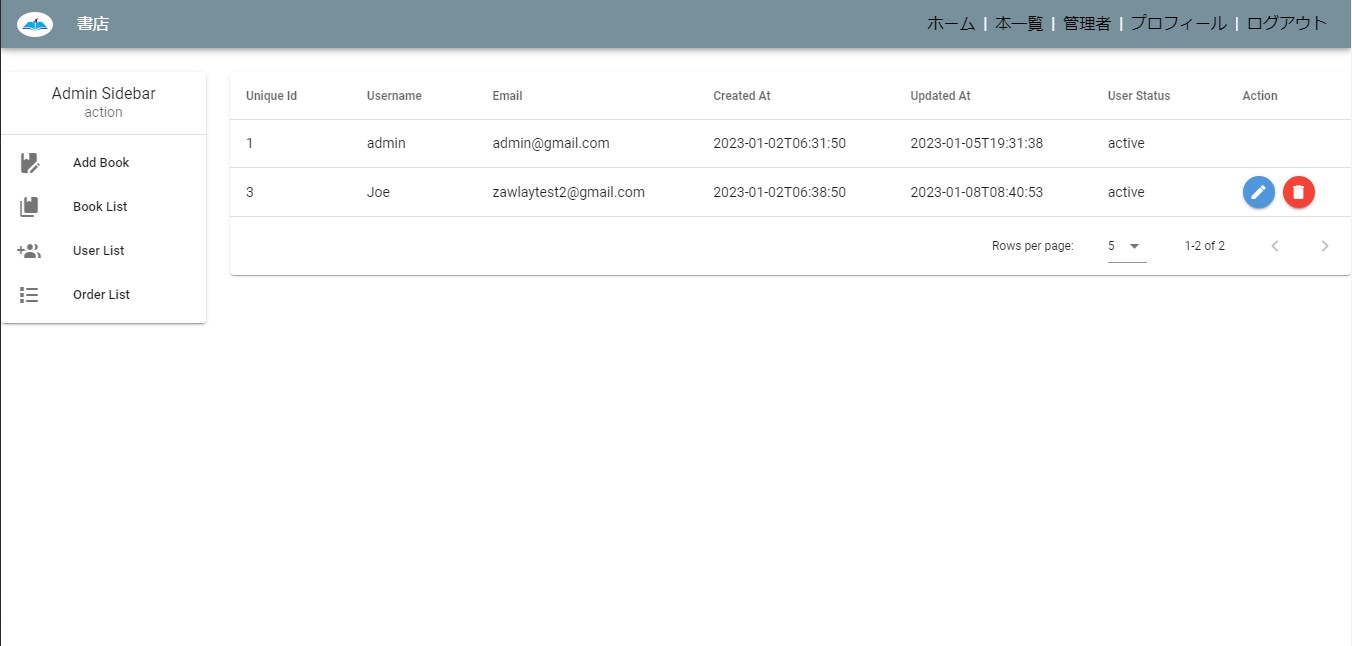 書店
ホーム | 本一覧 | 管理者 | プロフィール | ログアウト
Admin Sidebar
action
Add Book
Book List
User List
Order List
Unique Id Username Email Created At Updated At User Status Action
1 admin admin@gmail.com 2023-01-02T06:31:50 2023-01-05T19:31:38 active
3 Joe zawlaytest2@gmail.com 2023-01-02T06:38:50 2023-01-08T08:40:53 active
Rows per page: 5 1-2 of 2